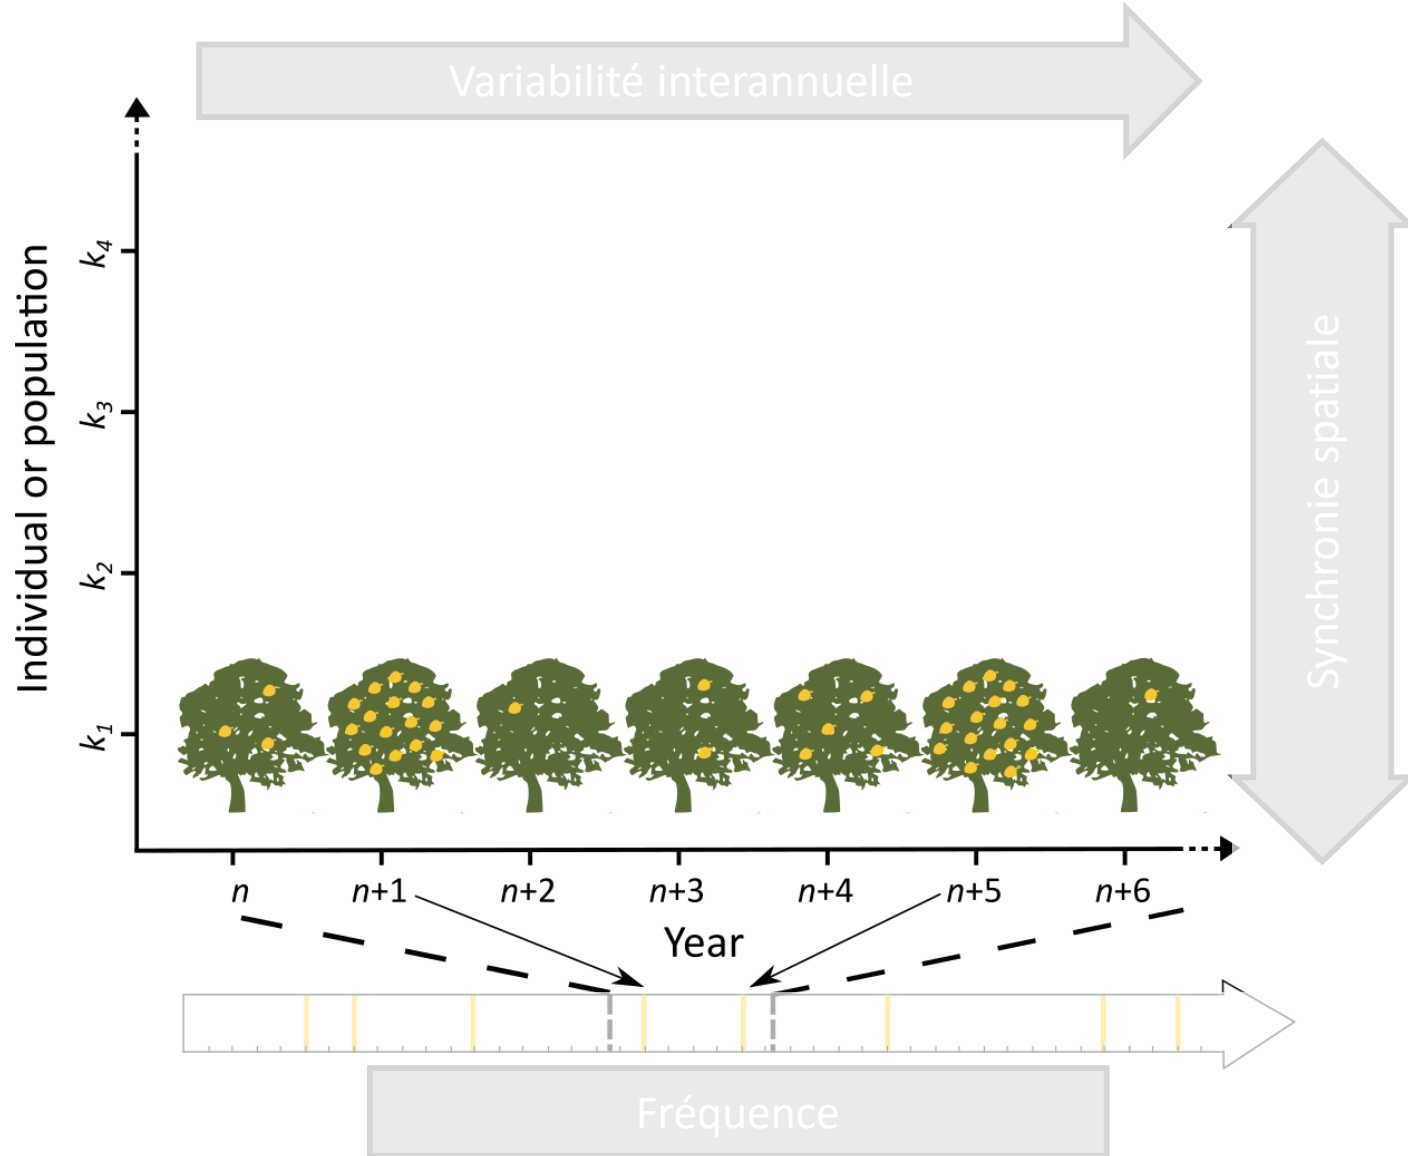 Variabilité interannuelle
Individual or population
k4
k3
k2
k1
Synchronie spatiale
n n+1 n+2 n+3 n+4 n+5 n+6
Year
Fréquence